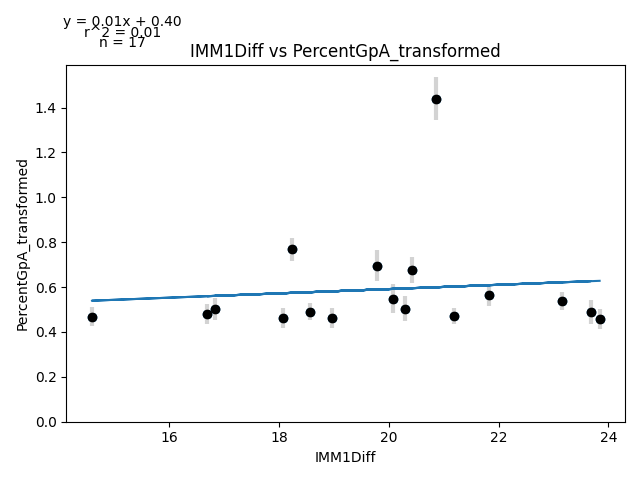 y = 0.01x + 0.40
r^2 = 0.01
n = 17
IMM1Diff vs PercentGpA_transformed
PercentGpA_transformed
1.4
1.2
1.0
0.8
0.6
0.4
0.2
0.0
16 18 20 22 24
IMM1Diff